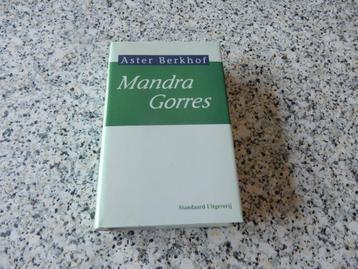 Aster Berkhof
Mandra
Gorres
Standaard Uitgeverij